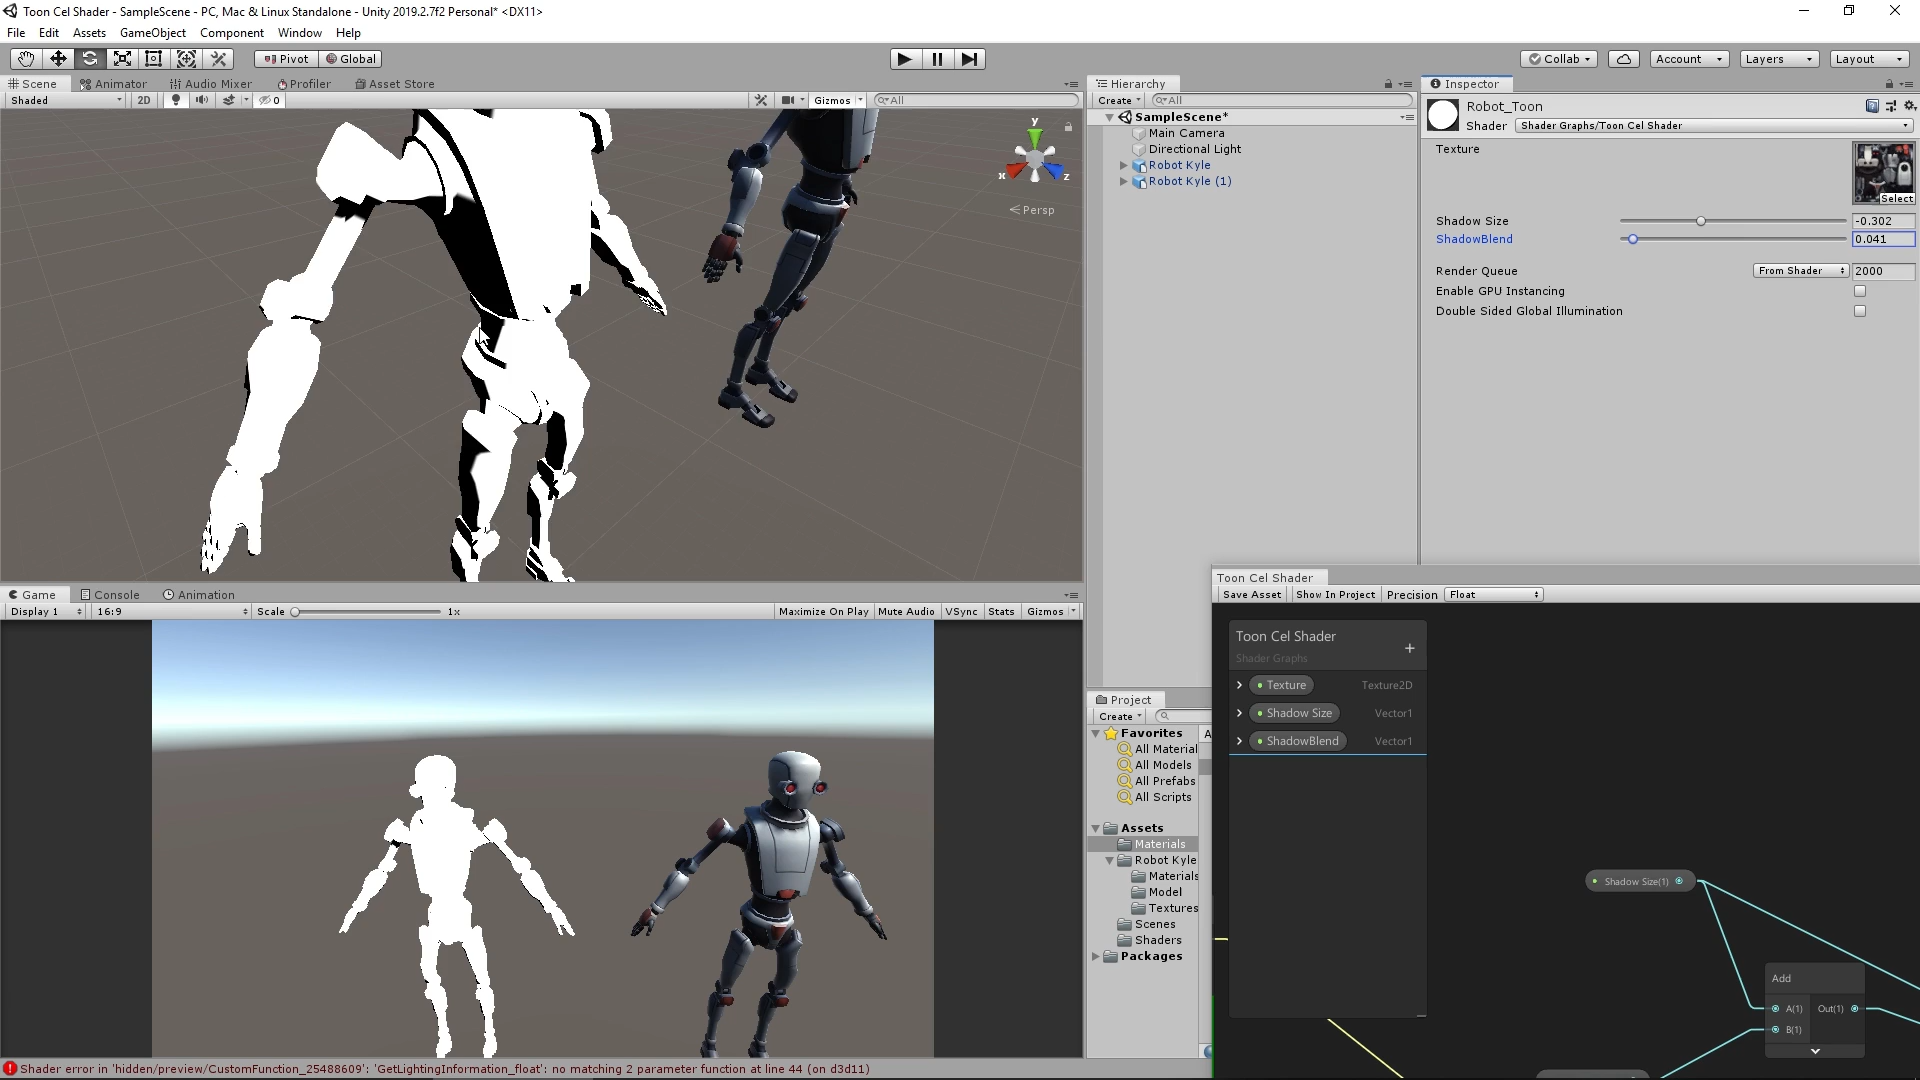 Toon Cel Shader - SampleScene - PC, Mac & Linux Standalone - Unity 2019.2.7f2 Personal* <DX11>
File Edit Assets GameObject Component Window Help
Pivot Global Collab Account Layers Layout
Scene Animator Audio Mixer Profiler Asset Store
Shaded 2D 0 Gizmos All
y
x
z
Persp
Hierarchy
Create All
SampleScene*
Main Camera
Directional Light
Robot Kyle
Robot Kyle (1)
Inspector
Robot_Toon
Shader Shader Graphs/Toon Cel Shader
Texture
Select
Shadow Size -0.302
ShadowBlend 0.041
Render Queue From Shader 2000
Enable GPU Instancing
Double Sided Global Illumination
Game Console Animation
Display 1 16:9 Scale 1x Maximize On Play Mute Audio VSync Stats Gizmos
Project
Create
Favorites
All Material
All Models
All Prefabs
All Scripts
Assets
Materials
Robot Kyle
Materials
Model
Textures
Scenes
Shaders
Packages
A
Toon Cel Shader
Save Asset Show In Project Precision Float
Toon Cel Shader
Shader Graphs
Texture Texture2D
Shadow Size Vector1
ShadowBlend Vector1
Shadow Size(1)
Add
A(1) Out(1)
B(1)
Shader error in 'hidden/preview/CustomFunction_25488609': 'GetLightingInformation_float': no matching 2 parameter function at line 44 (on d3d11)